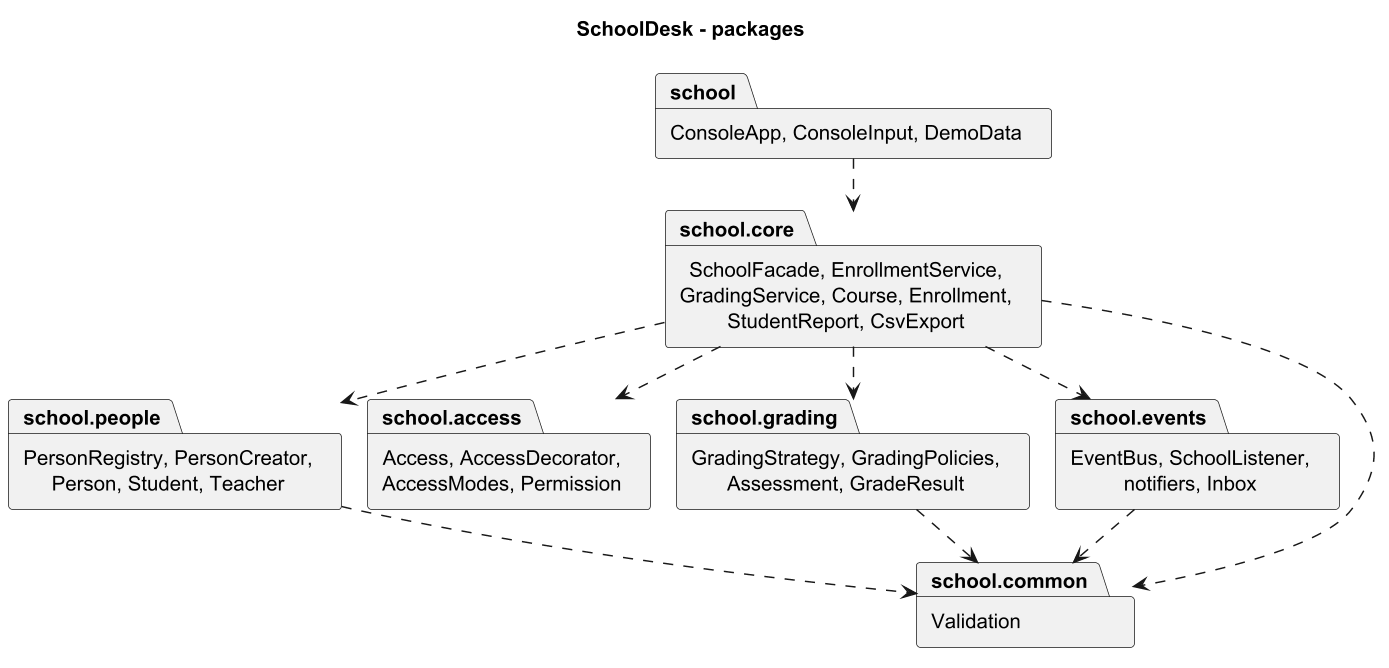 SchoolDesk - packages
school
ConsoleApp, ConsoleInput, DemoData
school.core
SchoolFacade, EnrollmentService,
GradingService, Course, Enrollment,
StudentReport, CsvExport
school.people
PersonRegistry, PersonCreator,
Person, Student, Teacher
school.access
Access, AccessDecorator,
AccessModes, Permission
school.grading
GradingStrategy, GradingPolicies,
Assessment, GradeResult
school.events
EventBus, SchoolListener,
notifiers, Inbox
school.common
Validation